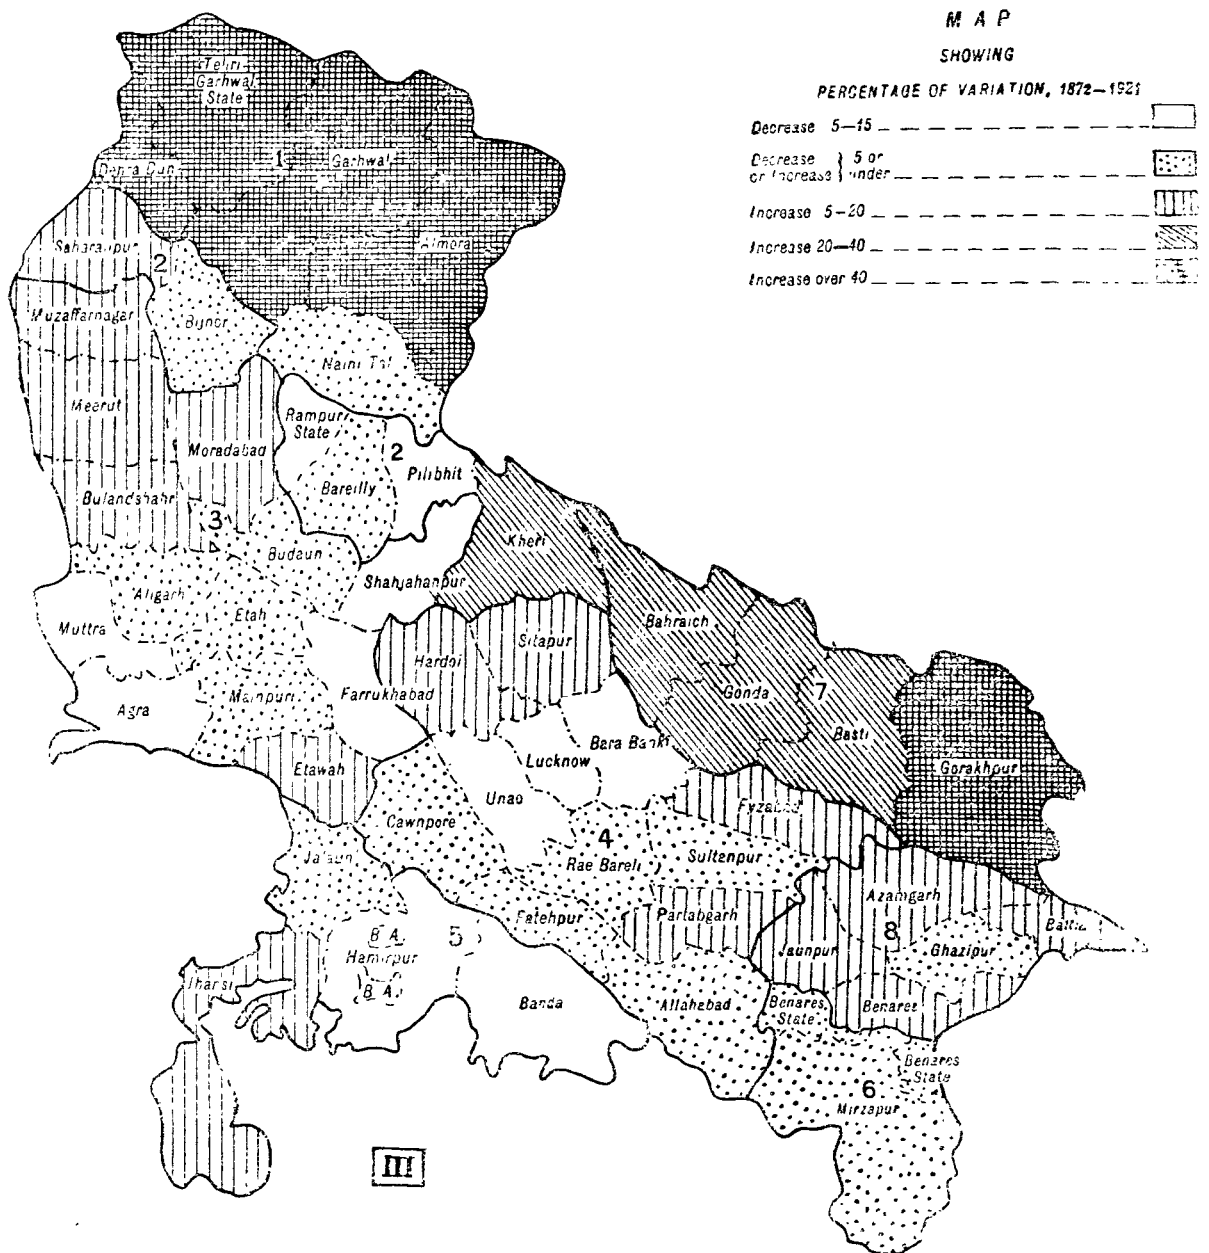 MAP
SHOWING
PERCENTAGE OF VARIATION, 1872–1921
Decrease 5–15
Decrease or Increase } 5 or under
Increase 5–20
Increase 20–40
Increase over 40
Tehri
Garhwal
State
1
Garhwal
Dehra Dun
Almora
Saharanpur
2
Muzaffarnagar
Bijnor
Naini Tal
Meerut
Rampur
State
Moradabad
2
Pilibhit
Bareilly
Bulandshahr
3
Budaun
Kheri
Shahjahanpur
Aligarh
Etah
Muttra
Bahraich
Sitapur
Hardoi
Gonda
7
Mainpuri
Farrukhabad
Agra
Basti
Bara Banki
Lucknow
Gorakhpur
Etawah
Unao
Fyzabad
Cawnpore
4
Rae Bareli
Sultanpur
Jalaun
Azamgarh
Fatehpur
Partabgarh
Ballia
B A
5
8
Ghazipur
Hamirpur
Jaunpur
Jhansi
B A
Banda
Allahabad
Benares
State
Benares
Benares
State
6
Mirzapur
III